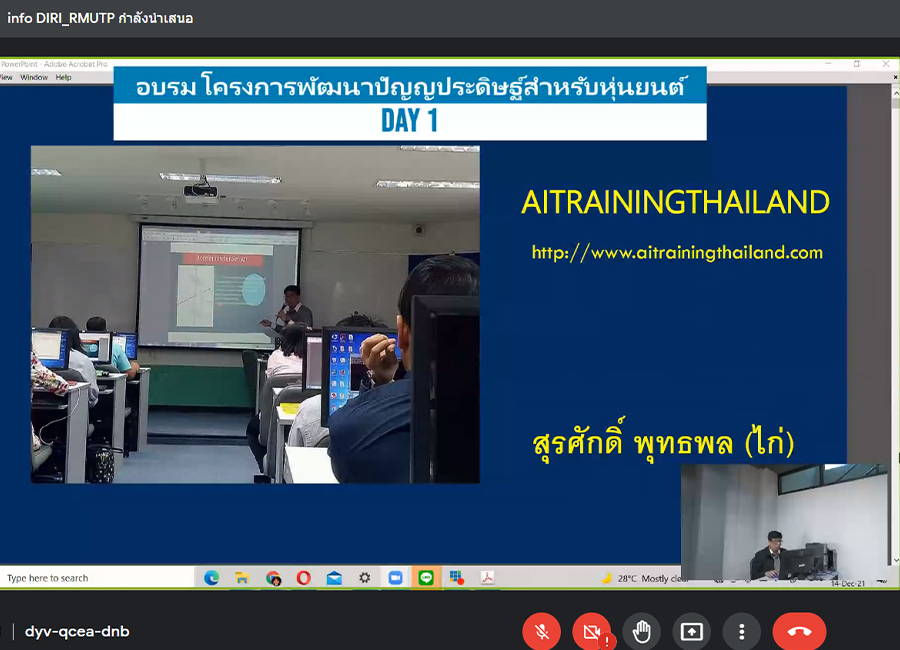 info DIRI_RMUTP กำลังนำเสนอ
PowerPoint - Adobe Acrobat Pro
View Window Help
อบรม โครงการพัฒนาปัญญาประดิษฐ์สำหรับหุ่นยนต์
DAY 1
AITRAININGTHAILAND
http://www.aitrainingthailand.com
สุรศักดิ์ พุทธพล (ไก่)
Type here to search
28°C Mostly clear
14-Dec-21
dyv-qcea-dnb